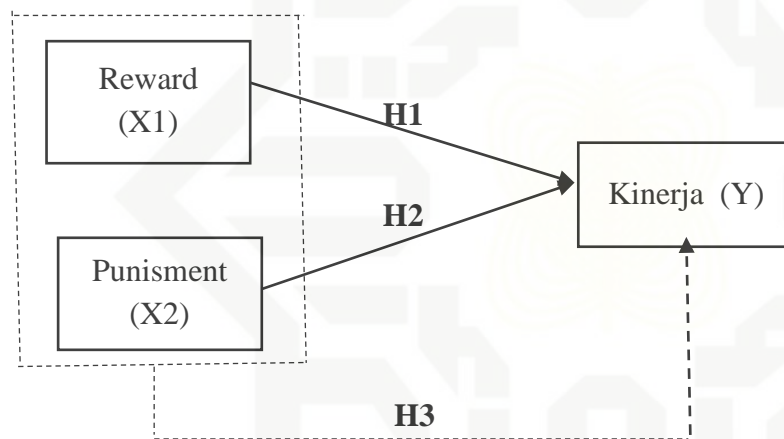 Reward
(X1)
H1
Kinerja (Y)
H2
Punisment
(X2)
H3